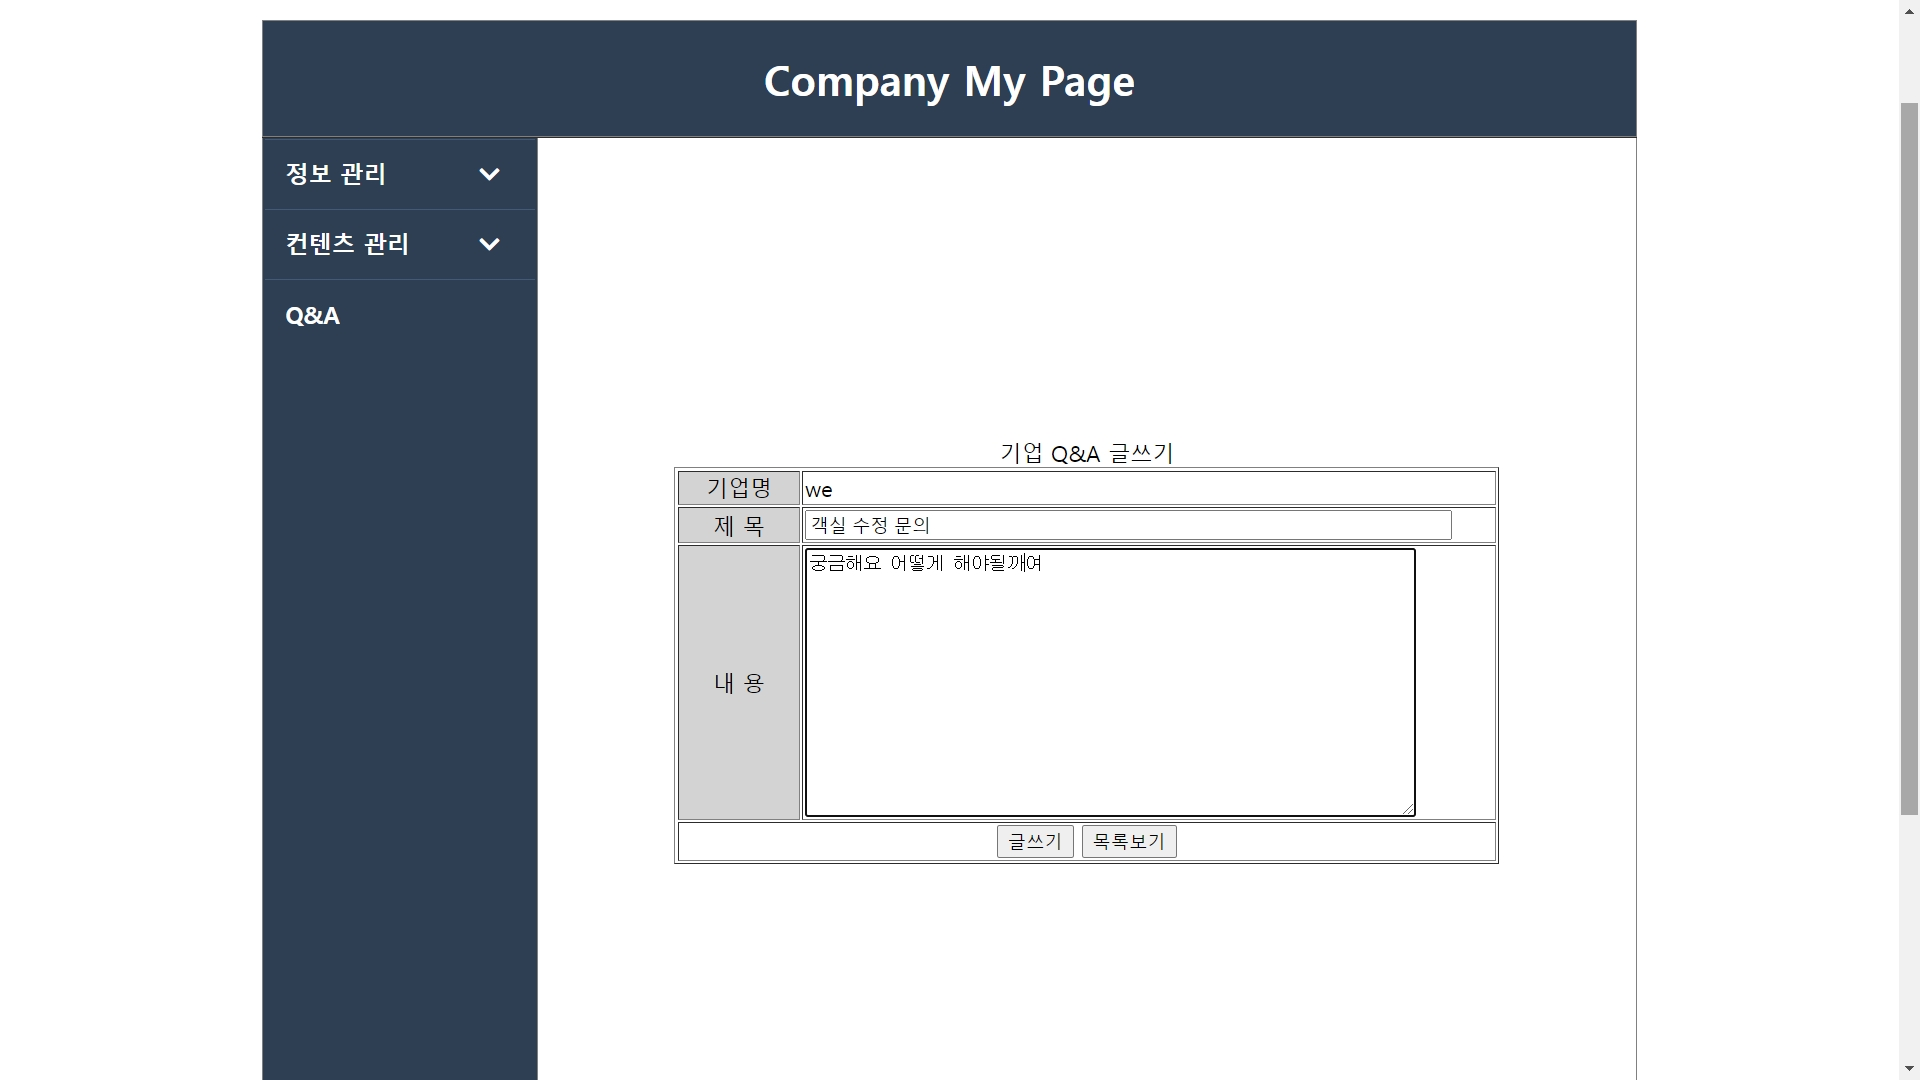 Company My Page
정보 관리
컨텐츠 관리
Q&A
기업 Q&A 글쓰기
기업명 we
제 목 객실 수정 문의
내 용 궁금해요 어떻게 해야될깨여
글쓰기 목록보기